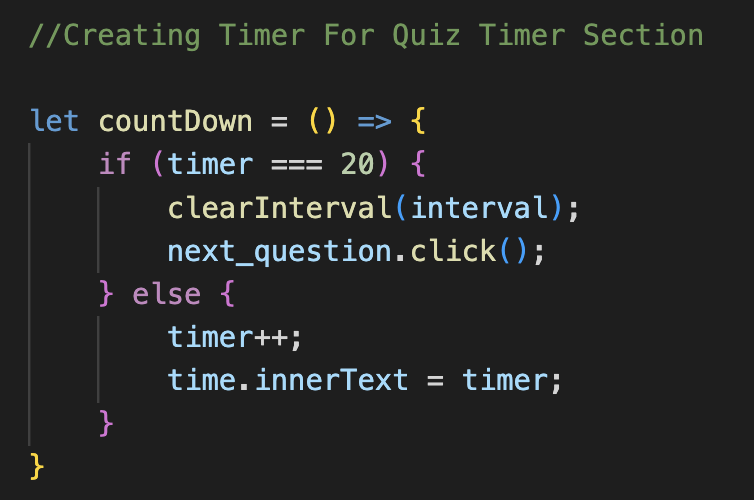 //Creating Timer For Quiz Timer Section
let countDown = () => {
    if (timer === 20) {
        clearInterval(interval);
        next_question.click();
    } else {
        timer++;
        time.innerText = timer;
    }
}